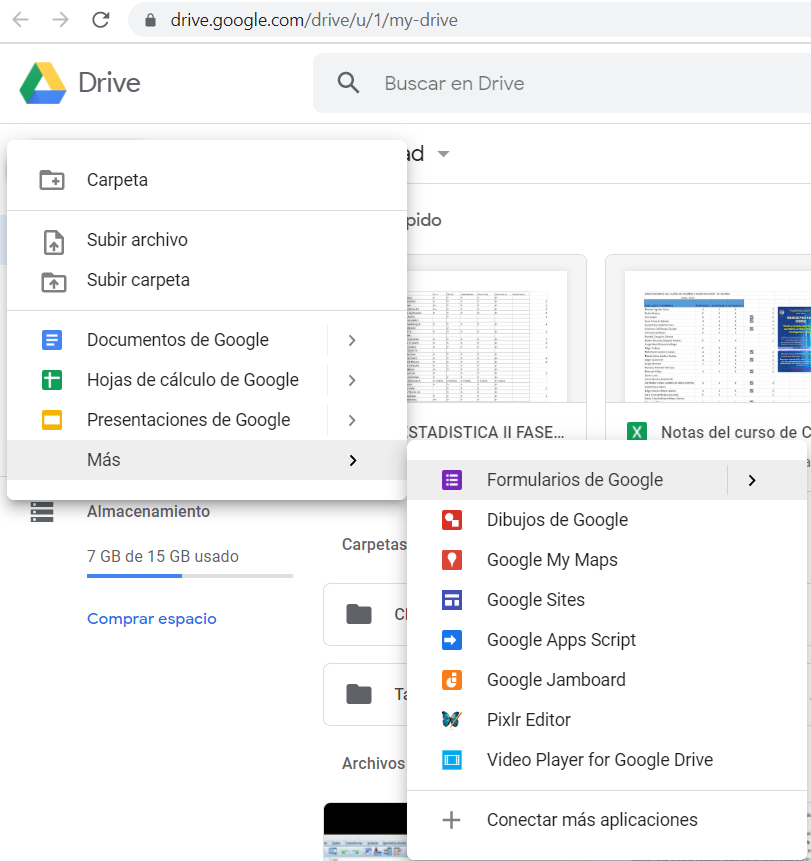 drive.google.com/drive/u/1/my-drive
Drive
Buscar en Drive
ad
Carpeta
pido
Subir archivo
Subir carpeta
Documentos de Google
Hojas de cálculo de Google
Presentaciones de Google
STADISTICA II FASE...
Notas del curso de C
Más
Formularios de Google
Almacenamiento
Dibujos de Google
Carpetas
7 GB de 15 GB usado
Google My Maps
Google Sites
Comprar espacio
Google Apps Script
Google Jamboard
Ta
Pixlr Editor
Archivos
Video Player for Google Drive
Conectar más aplicaciones